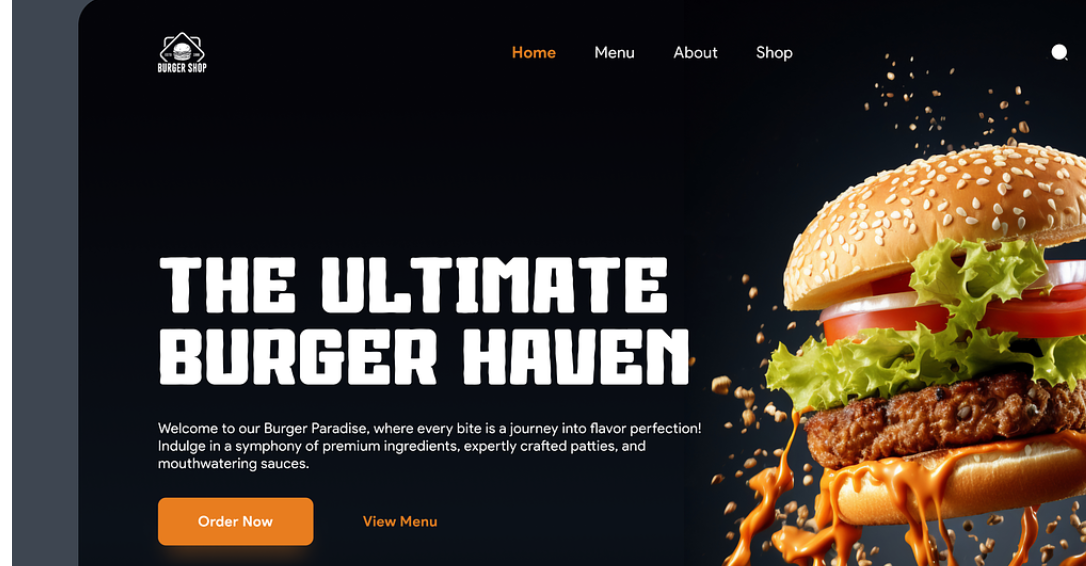 BURGER SHOP
Home Menu About Shop
THE ULTIMATE
BURGER HAVEN
Welcome to our Burger Paradise, where every bite is a journey into flavor perfection!
Indulge in a symphony of premium ingredients, expertly crafted patties, and
mouthwatering sauces.
Order Now View Menu